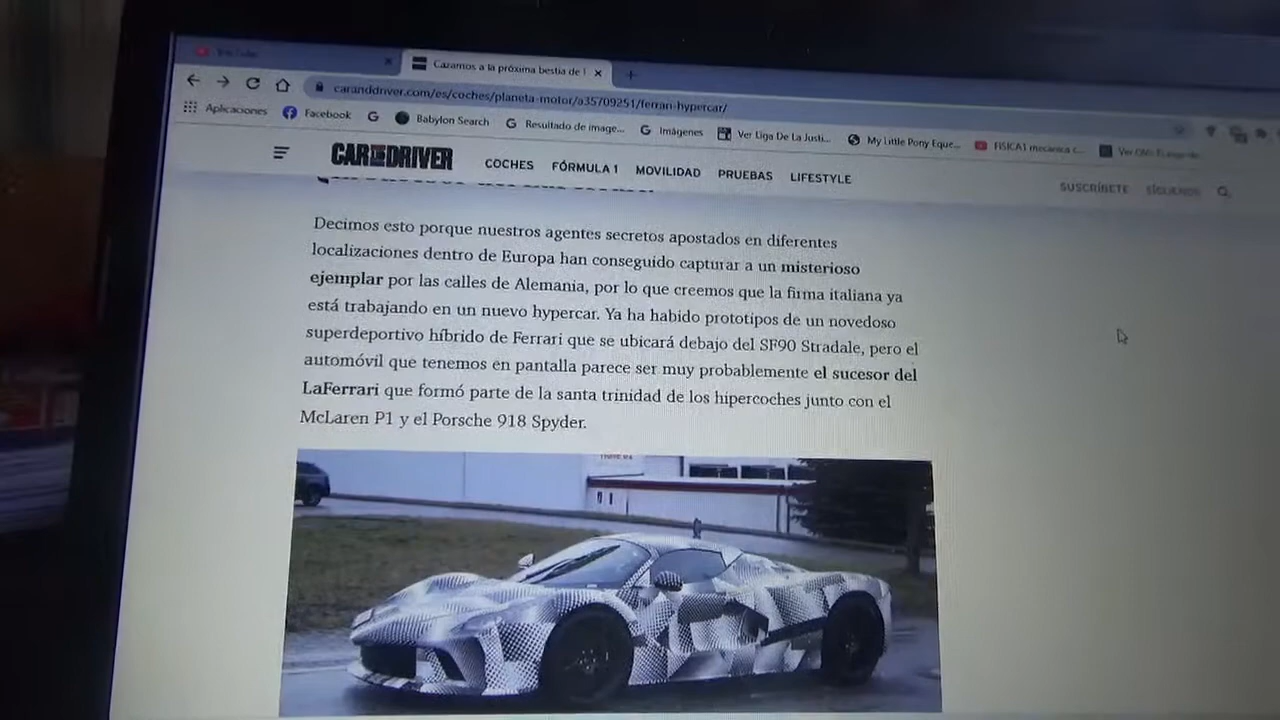 YouTube
Cazamos a la próxima bestia de l
caranddriver.com/es/coches/planeta-motor/a35709251/ferrari-hypercar/
Aplicaciones
Facebook
Babylon Search
Resultado de image...
Imágenes
Ver Liga De La Justi...
My Little Pony Eque...
FISICA1 mecanica c...
CAR AND DRIVER
COCHES
FÓRMULA 1
MOVILIDAD
PRUEBAS
LIFESTYLE
SUSCRÍBETE
SÍGUENOS
Decimos esto porque nuestros agentes secretos apostados en diferentes
localizaciones dentro de Europa han conseguido capturar a un misterioso
ejemplar por las calles de Alemania, por lo que creemos que la firma italiana ya
está trabajando en un nuevo hypercar. Ya ha habido prototipos de un novedoso
superdeportivo híbrido de Ferrari que se ubicará debajo del SF90 Stradale, pero el
automóvil que tenemos en pantalla parece ser muy probablemente el sucesor del
LaFerrari que formó parte de la santa trinidad de los hipercoches junto con el
McLaren P1 y el Porsche 918 Spyder.